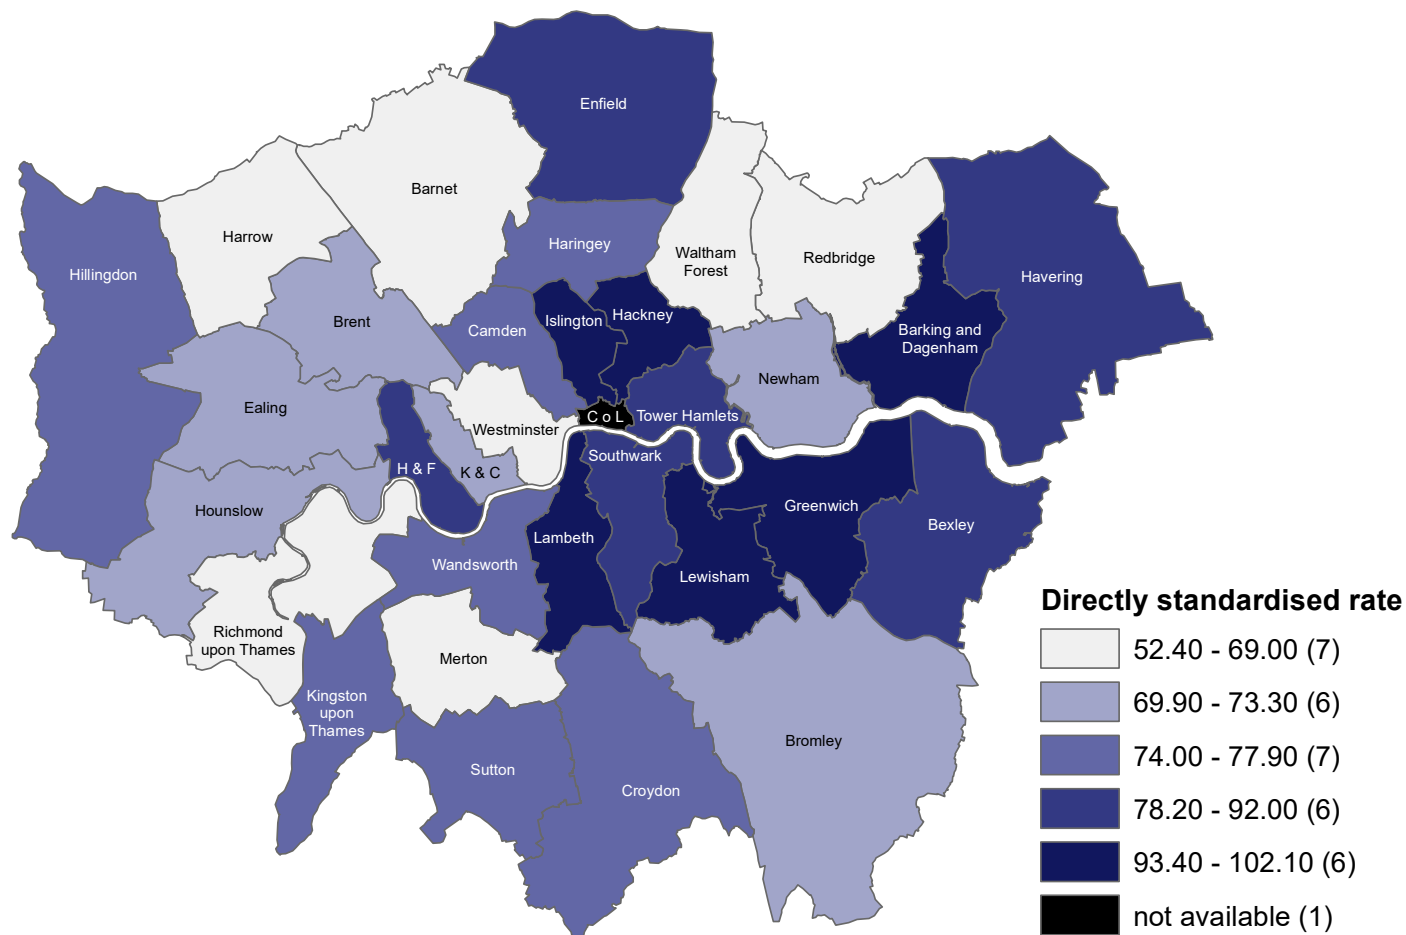 Enfield
Barnet
Harrow
Haringey
Waltham
Forest
Redbridge
Hillingdon
Havering
Brent
Camden
Islington
Hackney
Barking and
Dagenham
Newham
Ealing
Westminster
C o L
Tower Hamlets
H & F
K & C
Southwark
Hounslow
Greenwich
Bexley
Lambeth
Wandsworth
Lewisham
Richmond
upon Thames
Merton
Kingston
upon
Thames
Sutton
Croydon
Bromley
Directly standardised rate
52.40 - 69.00 (7)
69.90 - 73.30 (6)
74.00 - 77.90 (7)
78.20 - 92.00 (6)
93.40 - 102.10 (6)
not available (1)